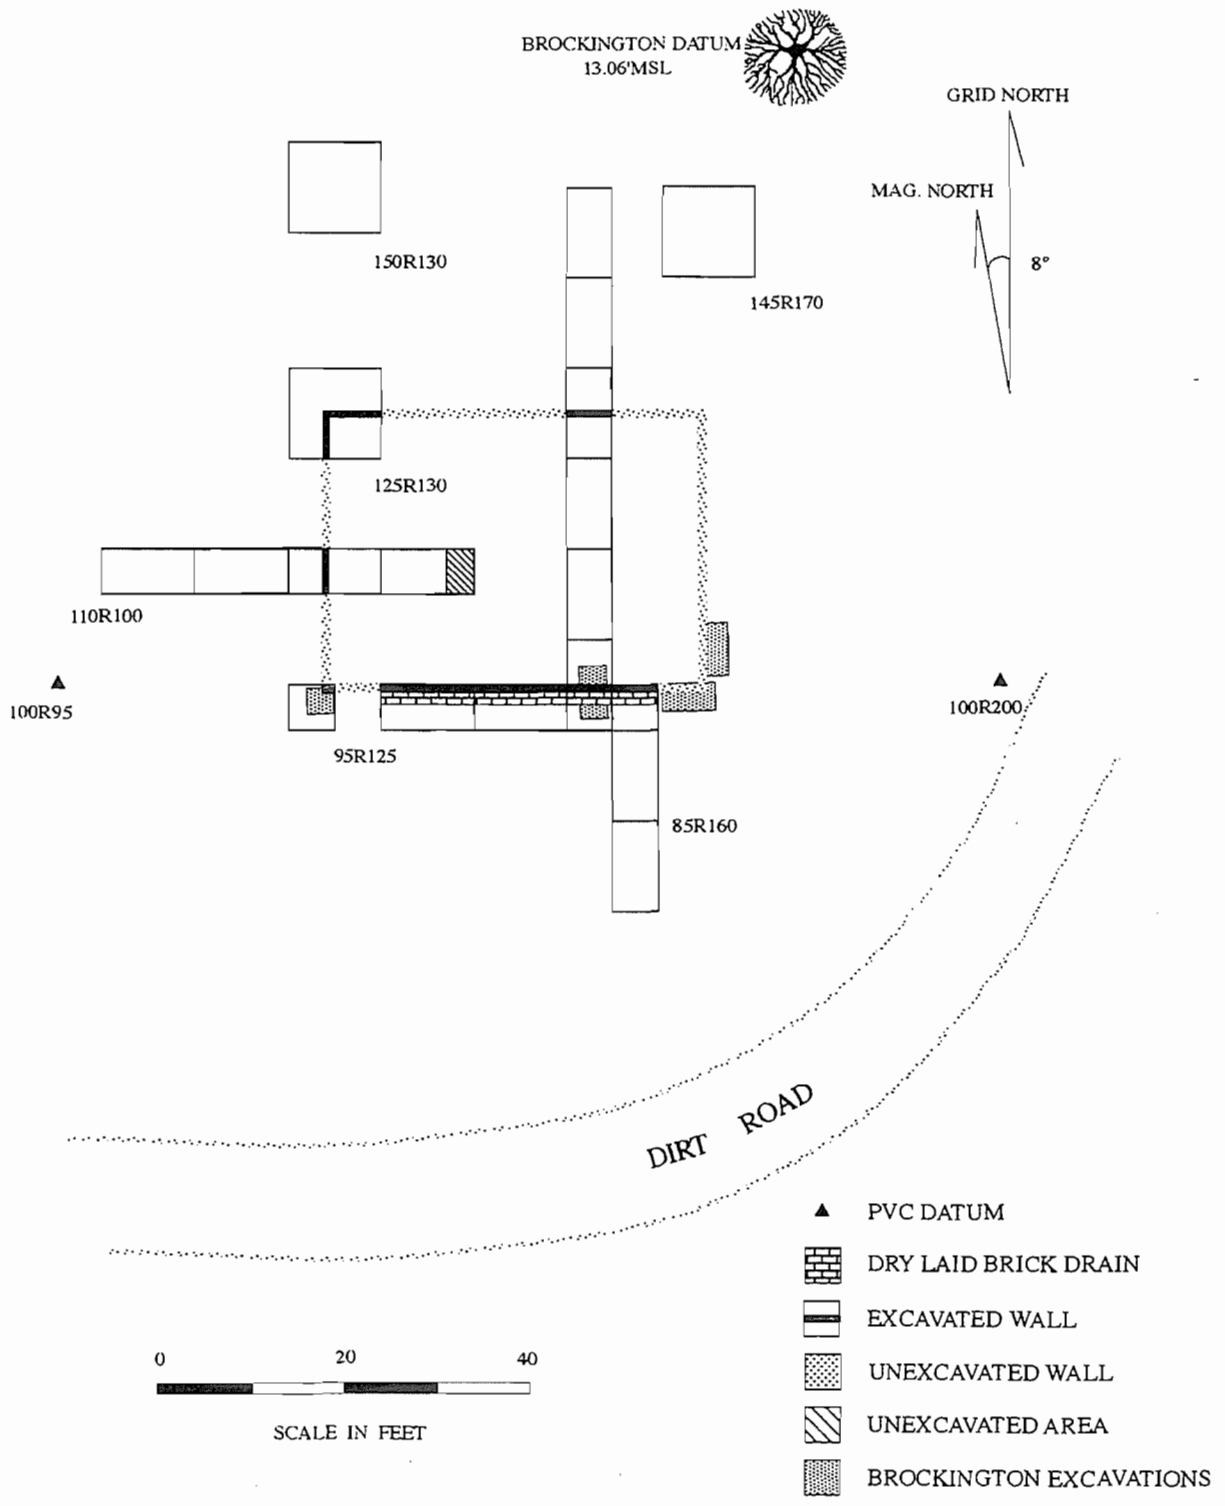 BROCKINGTON DATUM
13.06'MSL
GRID NORTH
MAG. NORTH
8°
150R130
145R170
125R130
110R100
100R95
100R200
95R125
85R160
DIRT ROAD
PVC DATUM
DRY LAID BRICK DRAIN
EXCAVATED WALL
UNEXCAVATED WALL
UNEXCAVATED AREA
BROCKINGTON EXCAVATIONS
0 20 40
SCALE IN FEET